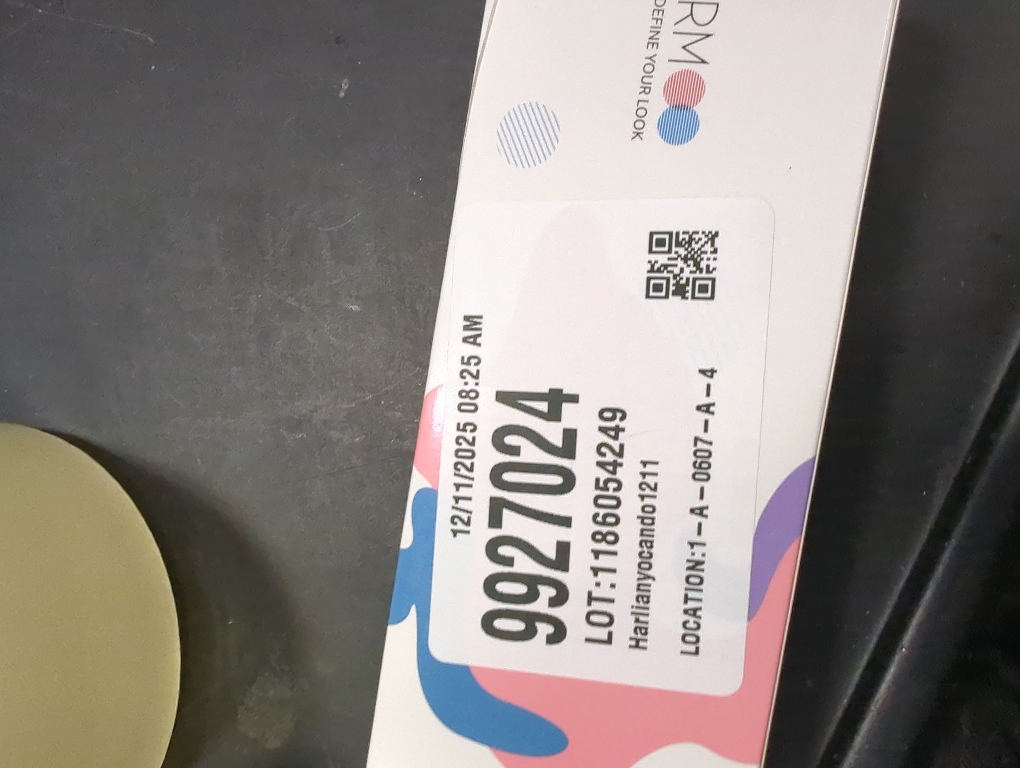 RM
DEFINE YOUR LOOK
12/11/2025 08:25 AM
9927024
LOT:1186054249
Harlianyocando1211
LOCATION:1-A-0607-A-4